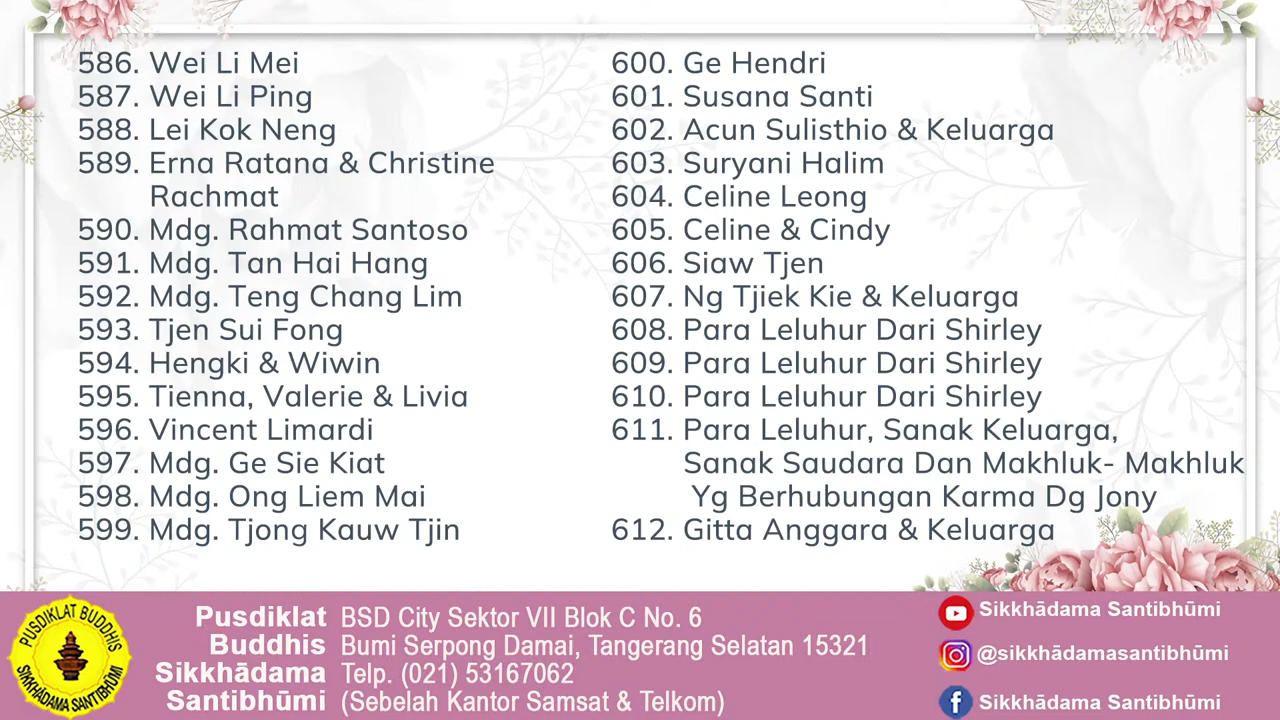 586. Wei Li Mei
587. Wei Li Ping
588. Lei Kok Neng
589. Erna Ratana & Christine
Rachmat
590. Mdg. Rahmat Santoso
591. Mdg. Tan Hai Hang
592. Mdg. Teng Chang Lim
593. Tjen Sui Fong
594. Hengki & Wiwin
595. Tienna, Valerie & Livia
596. Vincent Limardi
597. Mdg. Ge Sie Kiat
598. Mdg. Ong Liem Mai
599. Mdg. Tjong Kauw Tjin
600. Ge Hendri
601. Susana Santi
602. Acun Sulisthio & Keluarga
603. Suryani Halim
604. Celine Leong
605. Celine & Cindy
606. Siaw Tjen
607. Ng Tjiek Kie & Keluarga
608. Para Leluhur Dari Shirley
609. Para Leluhur Dari Shirley
610. Para Leluhur Dari Shirley
611. Para Leluhur, Sanak Keluarga,
Sanak Saudara Dan Makhluk- Makhluk
Yg Berhubungan Karma Dg Jony
612. Gitta Anggara & Keluarga
PUSDIKLAT BUDDHIS
SIKKHĀDAMA SANTIBHŪMI
Pusdiklat
Buddhis
Sikkhādama
Santibhūmi
BSD City Sektor VII Blok C No. 6
Bumi Serpong Damai, Tangerang Selatan 15321
Telp. (021) 53167062
(Sebelah Kantor Samsat & Telkom)
Sikkhādama Santibhūmi
@sikkhādamasantibhūmi
Sikkhādama Santibhūmi